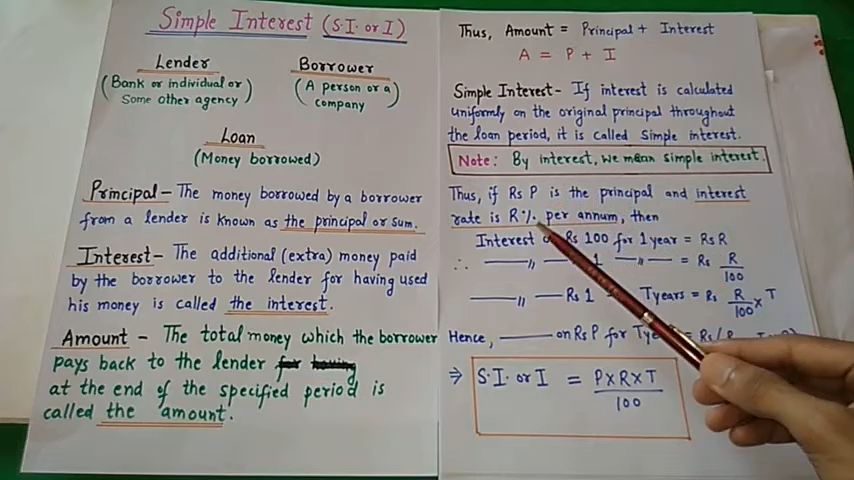 Simple Interest (S.I. or I)
Lender
(Bank or individual or
Some other agency)
Borrower
(A person or a
company)
Loan
(Money borrowed)
Principal - The money borrowed by a borrower
from a lender is known as the principal or sum.
Interest - The additional (extra) money paid
by the borrower to the lender for having used
his money is called the interest.
Amount - The total money which the borrower
pays back to the lender for having
at the end of the specified period is
called the amount.
Thus, Amount = Principal + Interest
A = P + I
Simple Interest - If interest is calculated
uniformly on the original principal throughout
the loan period, it is called simple interest.
Note: By interest, we mean simple interest.
Thus, if Rs P is the principal and interest
rate is R% per annum, then
Interest Rs 100 for 1 year = Rs R
∴ —— " —— 1 —— " —— = Rs R/100
—— " —— Rs 1 — T years = Rs R/100 × T
Hence, —— on Rs P for T Rs
⇒ S.I. or I = P×R×T / 100